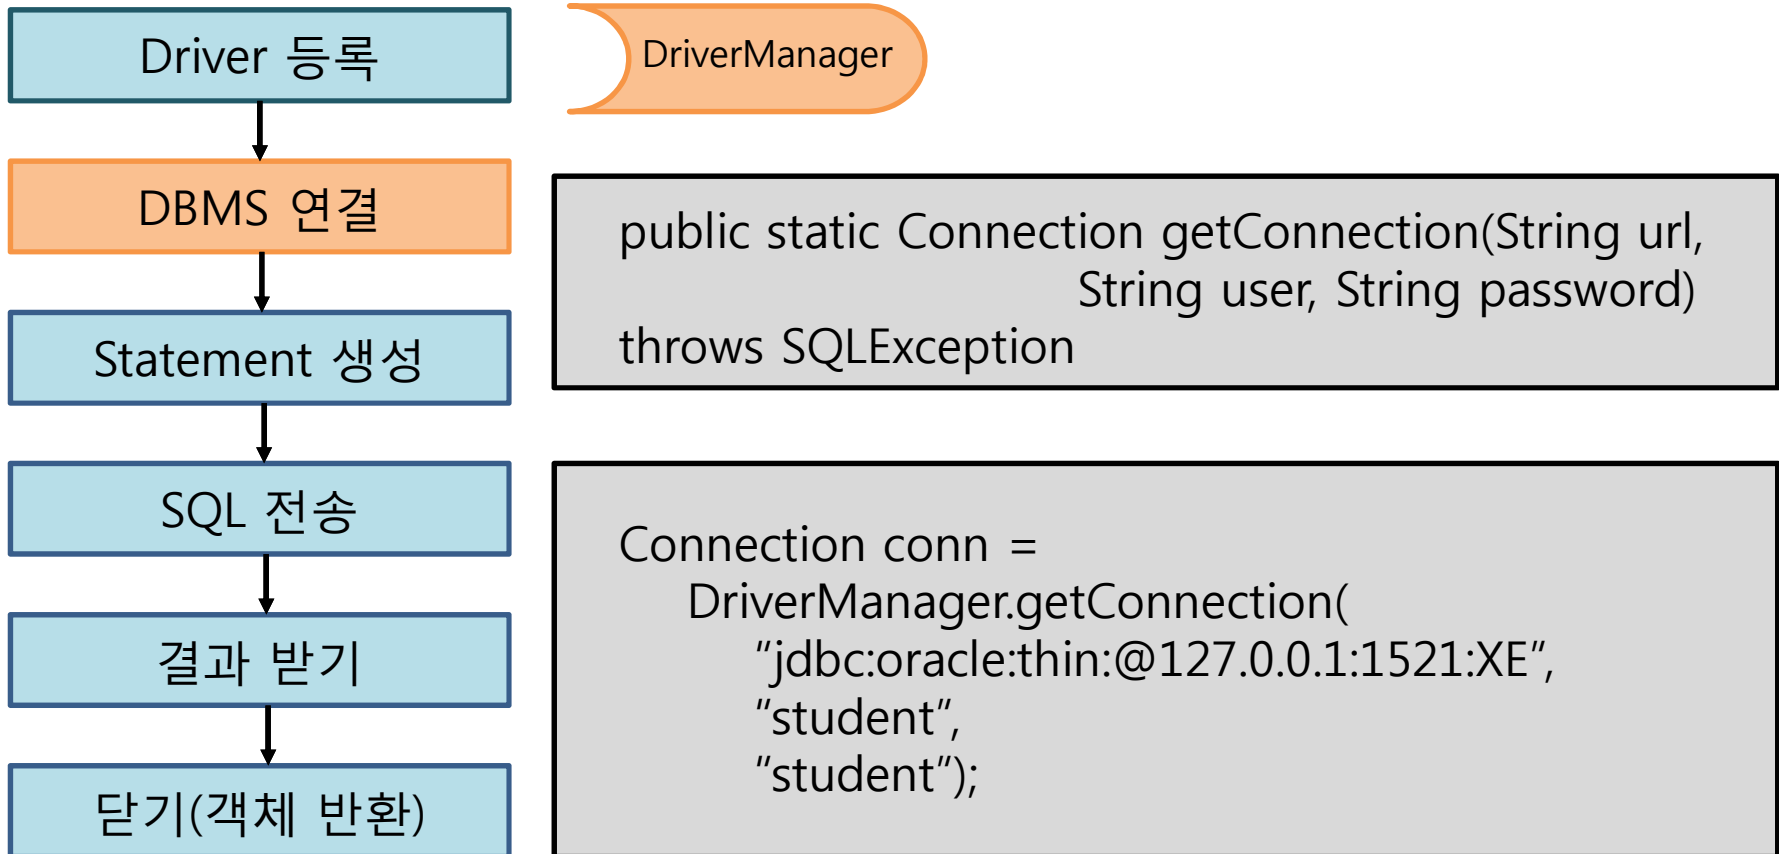 Driver 등록
DriverManager
DBMS 연결
public static Connection getConnection(String url,
String user, String password)
throws SQLException
Statement 생성
SQL 전송
Connection conn =
DriverManager.getConnection(
"jdbc:oracle:thin:@127.0.0.1:1521:XE",
"student",
"student");
결과 받기
닫기(객체 반환)